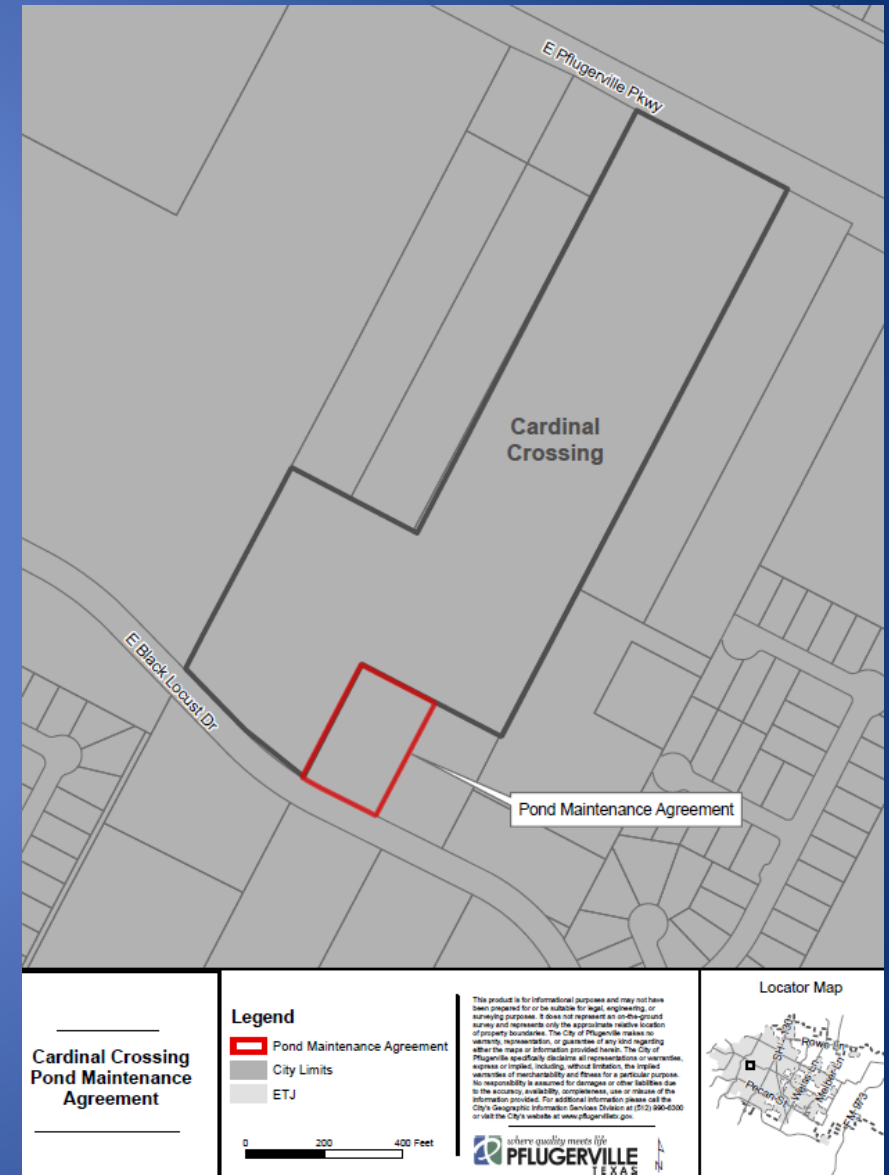 E Pflugerville Pkwy
Cardinal
Crossing
E Black Locust Dr
Pond Maintenance Agreement
Cardinal Crossing
Pond Maintenance
Agreement
Legend
Pond Maintenance Agreement
City Limits
ETJ
0 200 400 Feet
This product is for informational purposes and may not have
been prepared for or be suitable for legal, engineering, or
surveying purposes. It does not represent an on-the-ground
survey and represents only the approximate relative location
of property boundaries. The City of Pflugerville makes no
warranty, representation, or guarantee of any kind regarding
either the maps or information provided herein. The City of
Pflugerville specifically disclaims all representations or warranties,
express or implied, including, without limitation, the implied
warranties of merchantability and fitness for a particular purpose.
No responsibility is assumed for damages or other liabilities due
to the accuracy, availability, completeness, use or misuse of the
information provided. For additional information please call the
City's Geographic Information Services Division at (512) 990-6300
or visit the City's website at www.pflugervilletx.gov.
where quality meets life
PFLUGERVILLE
TEXAS
N
Locator Map
SH 130
Rowe Ln
Pecan St
Weiss Ln
Melber Ln
FM 973